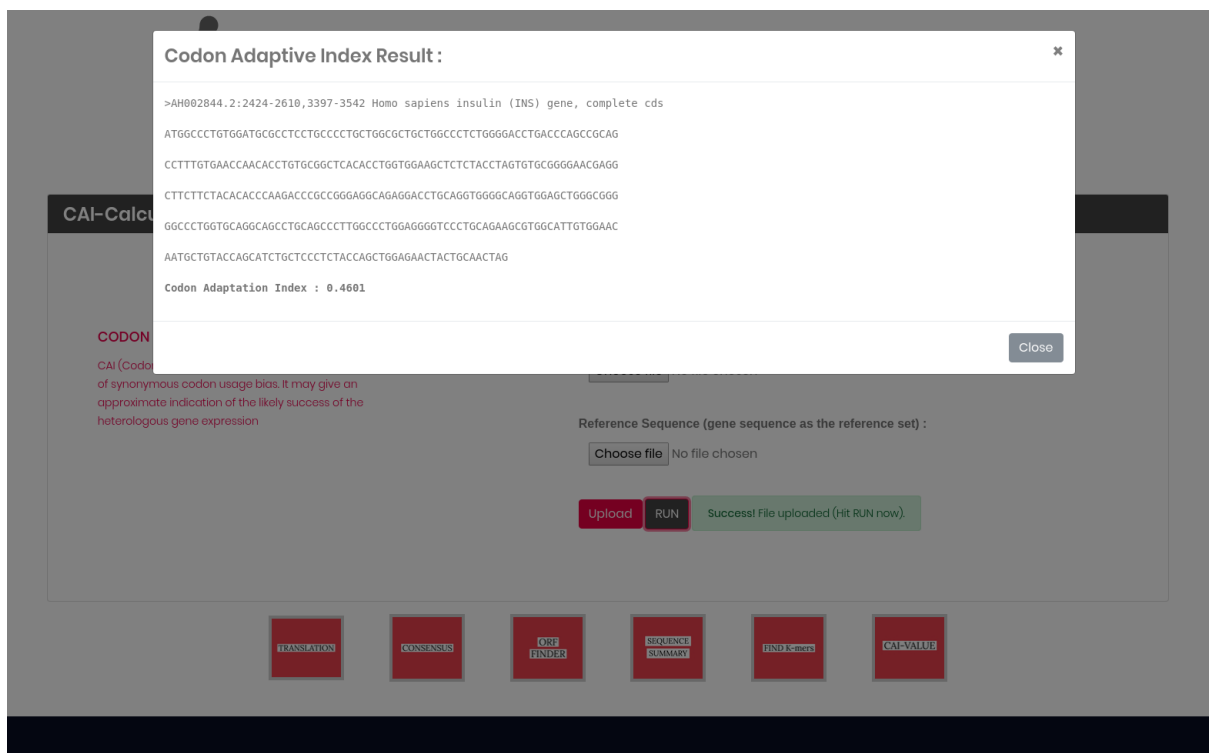 Codon Adaptive Index Result :
×
>AH002844.2:2424-2610,3397-3542 Homo sapiens insulin (INS) gene, complete cds
ATGGCCCTGTGGATGCGCCTCCTGCCCCTGCTGGCGCTGCTGGCCCTCTGGGGACCTGACCCAGCCGCAG
CCTTTGTGAACCAACACCTGTGCGGCTCACACCTGGTGGAAGCTCTCTACCTAGTGTGCGGGGAACGAGG
CTTCTTCTACACACCCAAGACCCGCCGGGAGGCAGAGGACCTGCAGGTGGGGCAGGTGGAGCTGGGCGGG
GGCCCTGGTGCAGGCAGCCTGCAGCCCTTGGCCCTGGAGGGGTCCCTGCAGAAGCGTGGCATTGTGGAAC
AATGCTGTACCAGCATCTGCTCCCTCTACCAGCTGGAGAACTACTGCAACTAG
Codon Adaptation Index : 0.4601
Close
CAI-Calcu
CODON
CAI (Codo
of synonymous codon usage bias. It may give an
approximate indication of the likely success of the
heterologous gene expression
Reference Sequence (gene sequence as the reference set) :
Choose file No file chosen
Upload RUN Success! File uploaded (Hit RUN now).
TRANSLATION
CONSENSUS
ORF
FINDER
SEQUENCE
SUMMARY
FIND K-mers
CAI-VALUE